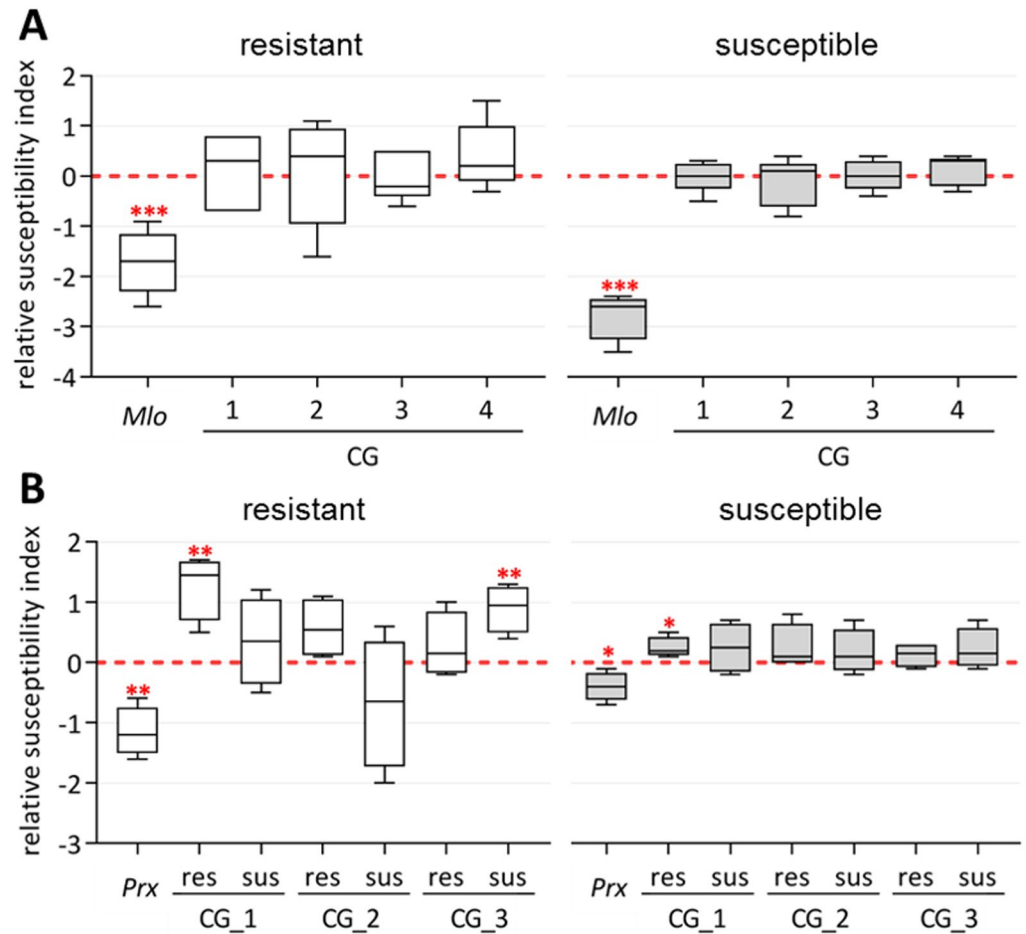 A
resistant susceptible
relative susceptibility index
2
1
0
-1
-2
-3
-4
***
***
Mlo 1 2 3 4 Mlo 1 2 3 4
CG CG
B
resistant susceptible
relative susceptibility index
2
1
0
-1
-2
-3
**
**
**
*
*
Prx res sus res sus res sus Prx res sus res sus res sus
CG_1 CG_2 CG_3 CG_1 CG_2 CG_3